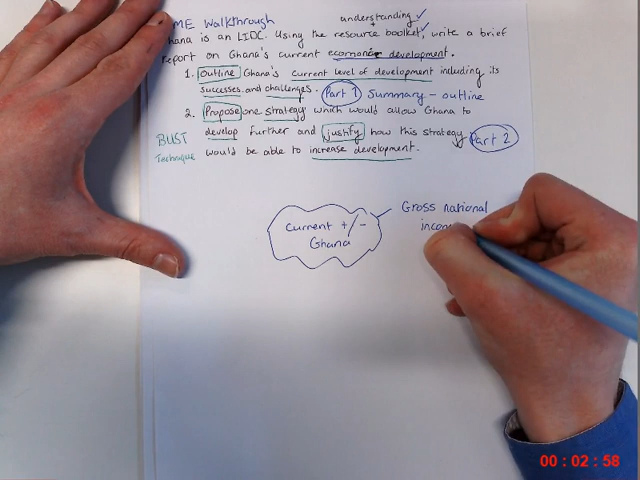 ME Walkthrough
understanding ✓
+
Ghana is an LIDC. Using the resource booklet ✓, write a brief
report on Ghana's current economic development.
1. Outline Ghana's current level of development including its
successes and challenges. Part 1 Summary - outline
2. Propose one strategy which would allow Ghana to
develop further and justify how this strategy Part 2
would be able to increase development.
BUST
Technique
Current +/-
Ghana
Gross national
00 : 02 : 58